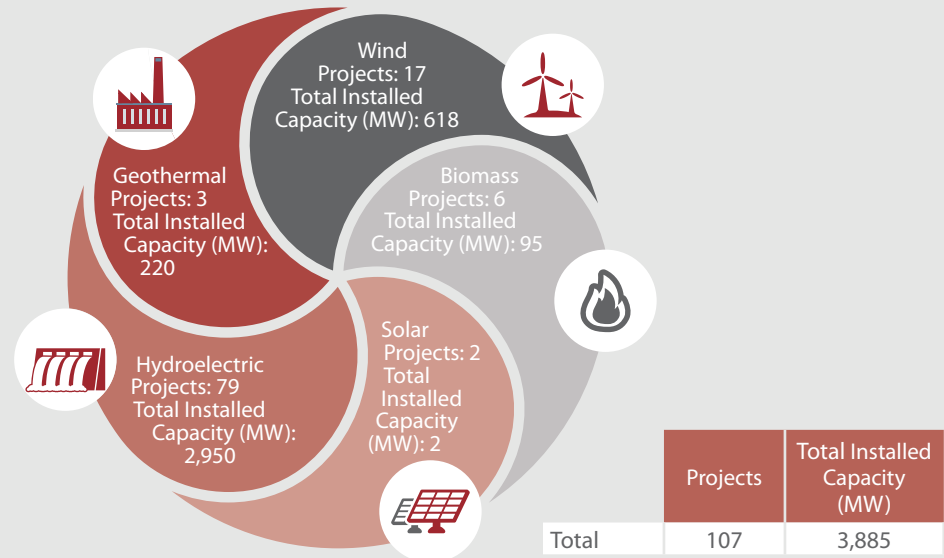 Wind
Projects: 17
Total Installed
Capacity (MW): 618
Geothermal
Projects: 3
Total Installed
Capacity (MW):
220
Biomass
Projects: 6
Total Installed
Capacity (MW): 95
Solar
Projects: 2
Total
Installed
Capacity
(MW): 2
Hydroelectric
Projects: 79
Total Installed
Capacity (MW):
2,950
Projects
Total Installed
Capacity
(MW)
Total 107 3,885